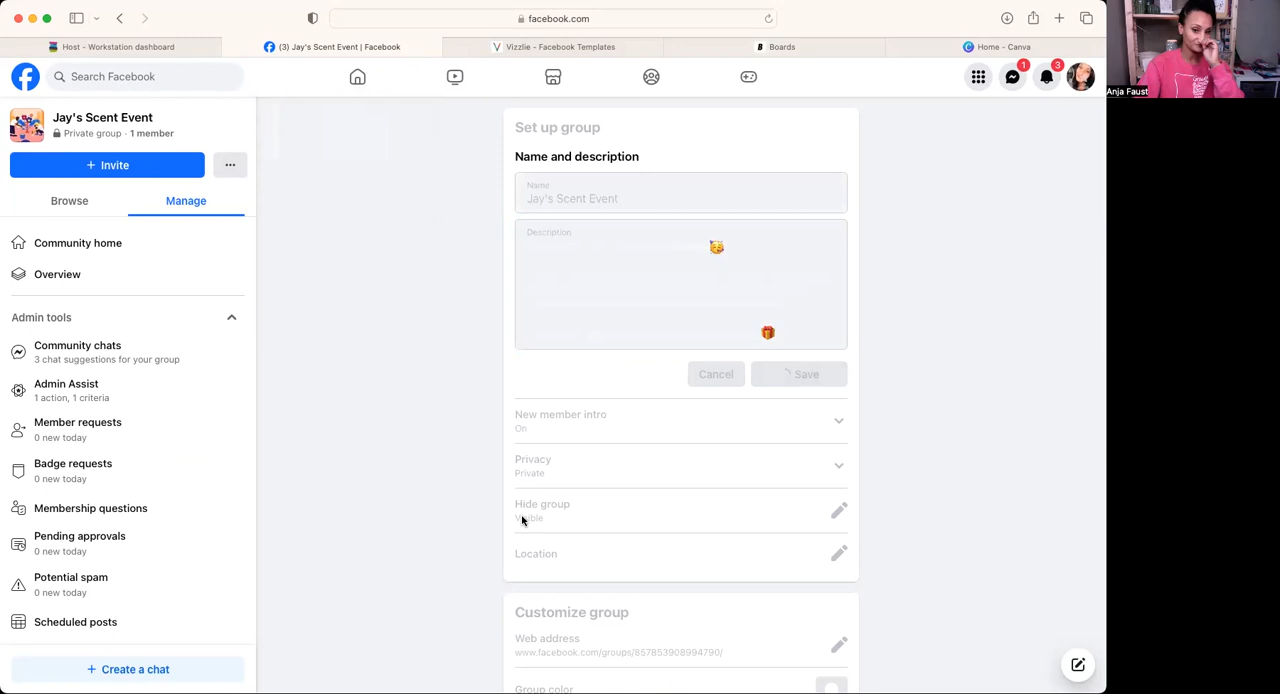 facebook.com
Host - Workstation dashboard
(3) Jay's Scent Event | Facebook
Vizzlie - Facebook Templates
Boards
Home - Canva
Search Facebook
1
3
Anja Faust
Jay's Scent Event
Private group · 1 member
+ Invite
Browse
Manage
Community home
Overview
Admin tools
Community chats
3 chat suggestions for your group
Admin Assist
1 action, 1 criteria
Member requests
0 new today
Badge requests
0 new today
Membership questions
Pending approvals
0 new today
Potential spam
0 new today
Scheduled posts
+ Create a chat
Set up group
Name and description
Name
Jay's Scent Event
Description
🥳
🎁
Cancel
Save
New member intro
On
Privacy
Private
Hide group
Visible
Location
Customize group
Web address
www.facebook.com/groups/857853908994790/
Group color